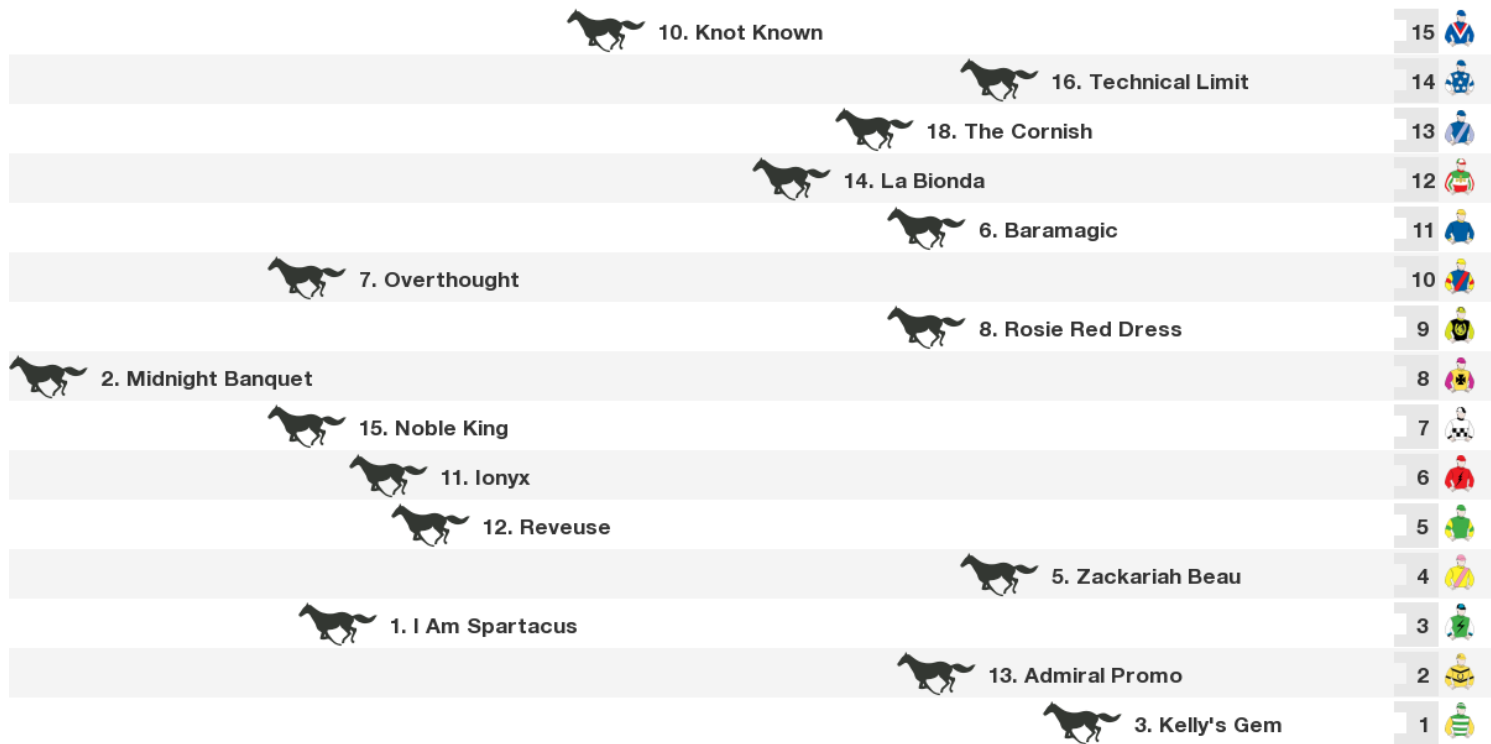 10. Knot Known 15
16. Technical Limit 14
18. The Cornish 13
14. La Bionda 12
6. Baramagic 11
7. Overthought 10
8. Rosie Red Dress 9
2. Midnight Banquet 8
15. Noble King 7
11. Ionyx 6
12. Reveuse 5
5. Zackariah Beau 4
1. I Am Spartacus 3
13. Admiral Promo 2
3. Kelly's Gem 1